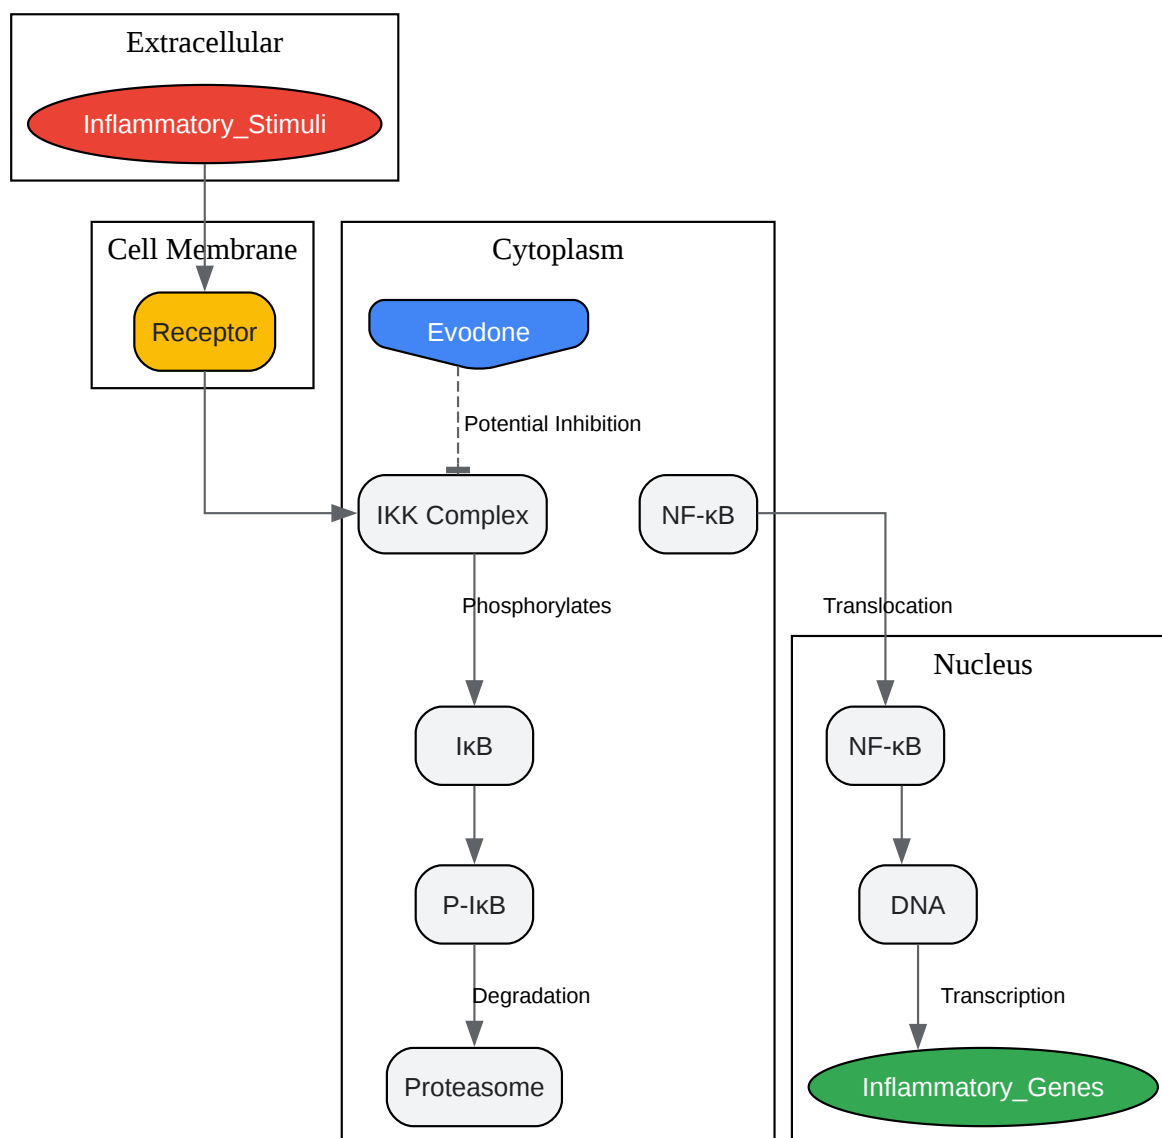 Extracellular
Inflammatory_Stimuli
Cell Membrane
Receptor
Cytoplasm
Evodone
Potential Inhibition
IKK Complex
NF-κB
Phosphorylates
Translocation
Nucleus
IκB
NF-κB
P-IκB
DNA
Degradation
Transcription
Proteasome
Inflammatory_Genes